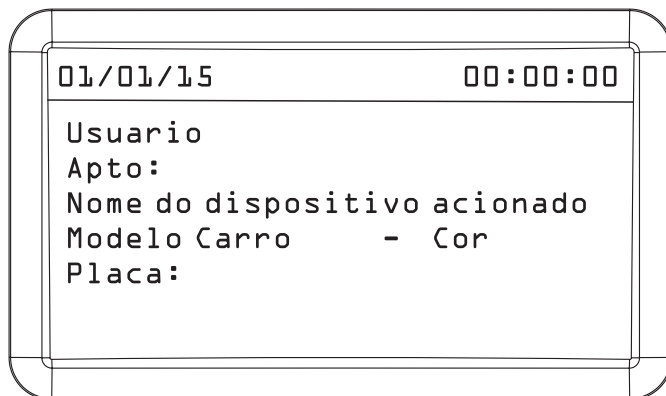 01/01/15 00:00:00
Usuario
Apto:
Nome do dispositivo acionado
Modelo Carro - Cor
Placa: